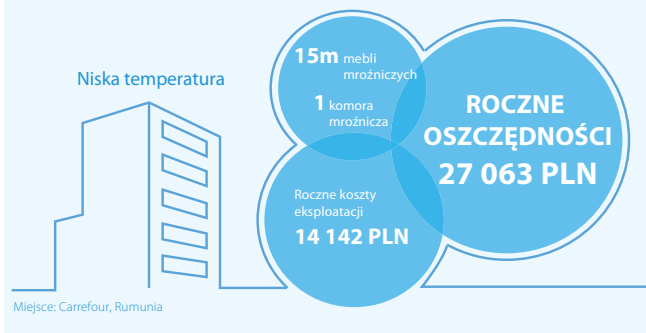 Niska temperatura
15m mebli
mroźniczych
1 komora
mroźnicza
ROCZNE
OSZCZĘDNOŚCI
27 063 PLN
Roczne koszty
eksploatacji
14 142 PLN
Miejsce: Carrefour, Rumunia